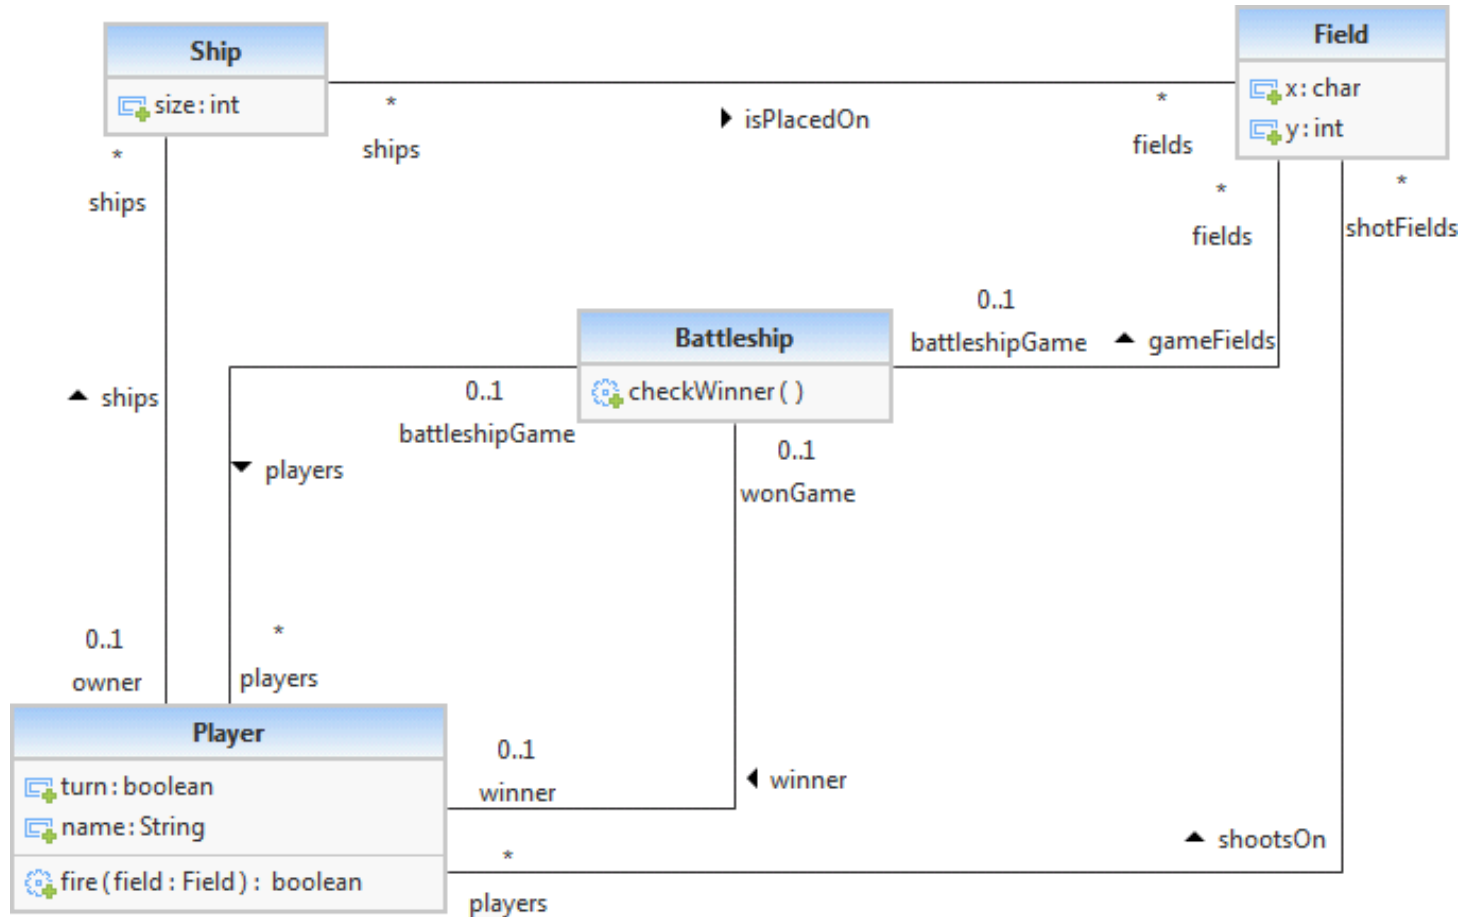 Ship
size : int
Field
x : char
y : int
*
ships
isPlacedOn
*
fields
*
ships
*
fields
*
shotFields
0..1
battleshipGame
gameFields
Battleship
checkWinner ( )
ships
0..1
battleshipGame
players
0..1
wonGame
0..1
owner
*
players
Player
turn : boolean
name : String
fire ( field : Field ) : boolean
0..1
winner
winner
shootsOn
*
players